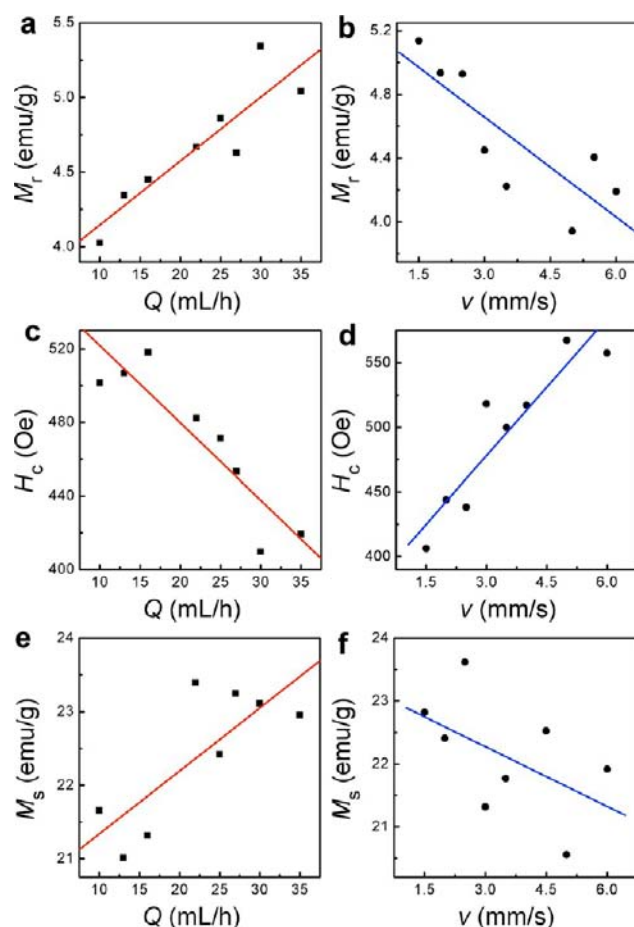 a
5.5
5.0
4.5
4.0
Mr (emu/g)
10 15 20 25 30 35
Q (mL/h)
b
5.2
4.8
4.4
4.0
Mr (emu/g)
1.5 3.0 4.5 6.0
v (mm/s)
c
520
480
440
400
Hc (Oe)
10 15 20 25 30 35
Q (mL/h)
d
550
500
450
400
Hc (Oe)
1.5 3.0 4.5 6.0
v (mm/s)
e
24
23
22
21
Ms (emu/g)
10 15 20 25 30 35
Q (mL/h)
f
24
23
22
21
Ms (emu/g)
1.5 3.0 4.5 6.0
v (mm/s)